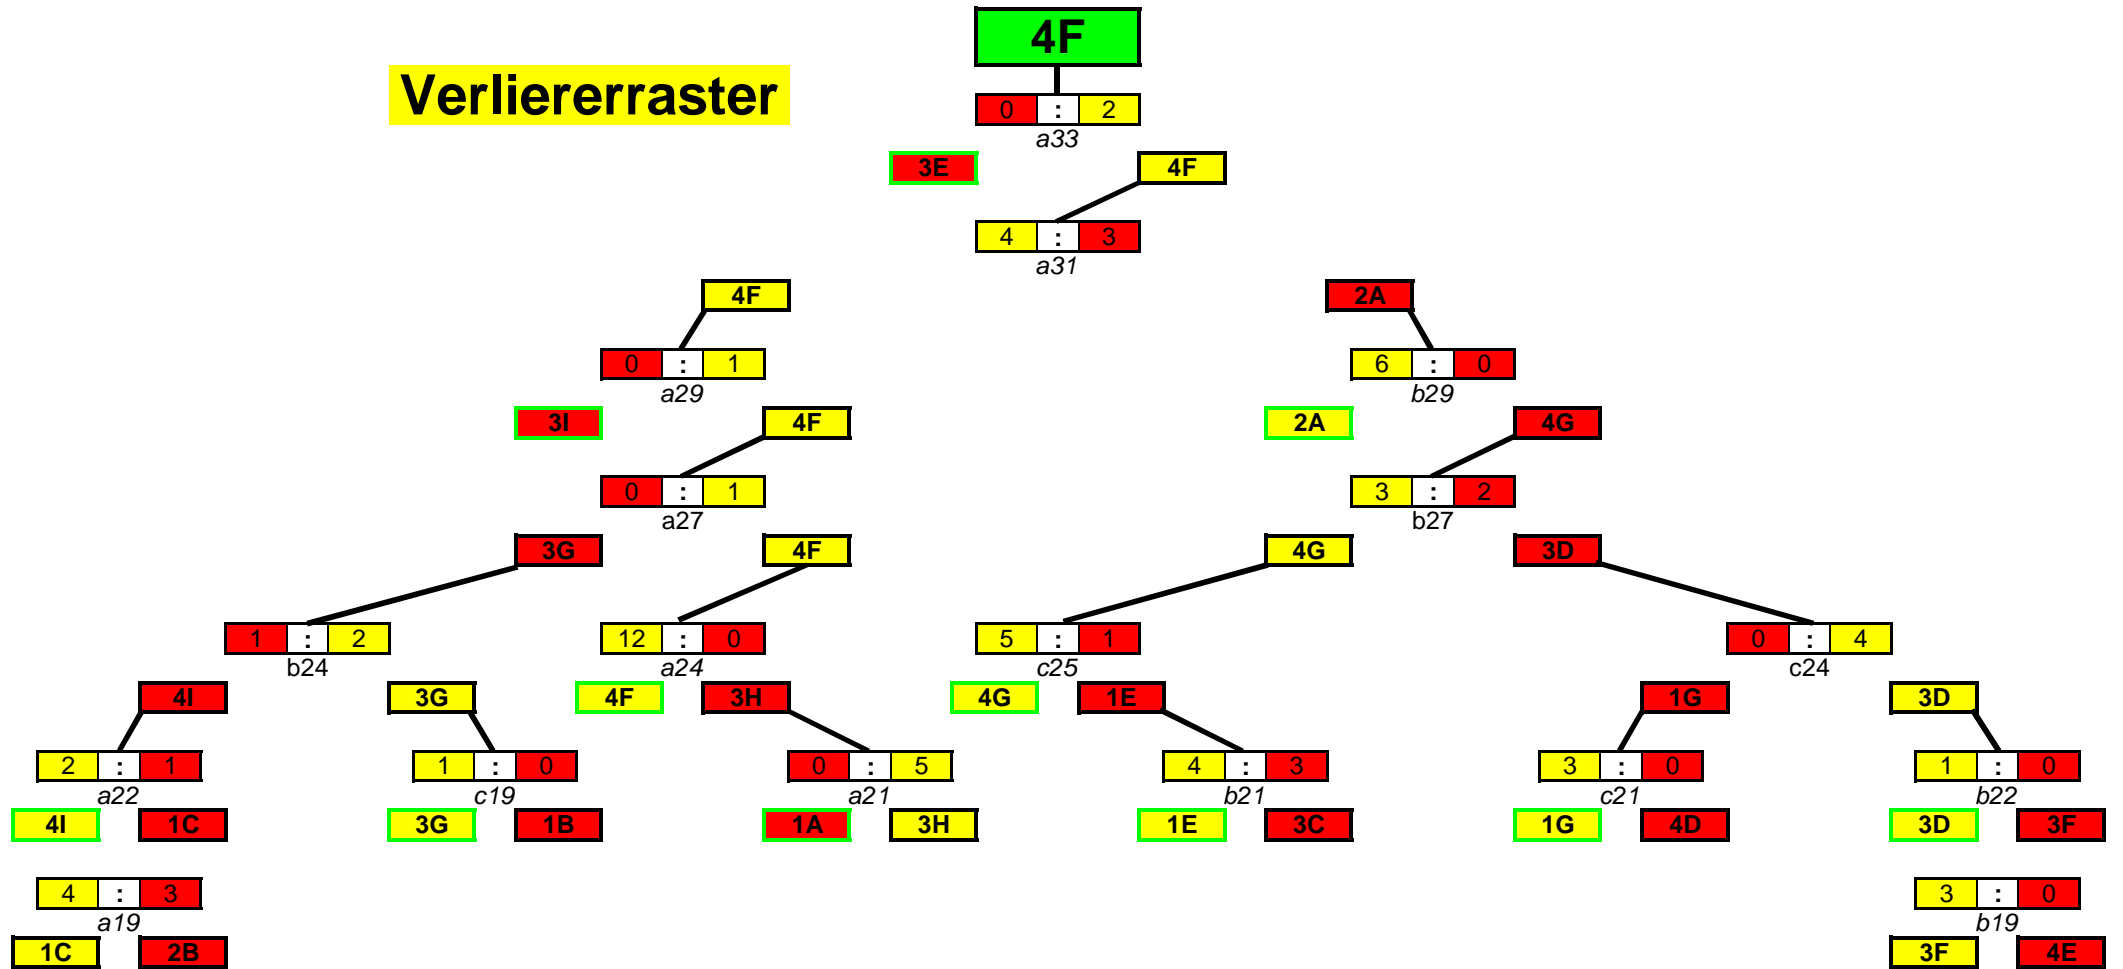 4F
Verliererraster
0 : 2
a33
3E 4F
4 : 3
a31
4F 2A
0 : 1 6 : 0
a29 b29
3I 4F 2A 4G
0 : 1 3 : 2
a27 b27
3G 4F 4G 3D
1 : 2 12 : 0 5 : 1 0 : 4
b24 a24 c25 c24
4I 3G 4F 3H 4G 1E 1G 3D
2 : 1 1 : 0 0 : 5 4 : 3 3 : 0 1 : 0
a22 c19 a21 b21 c21 b22
4I 1C 3G 1B 1A 3H 1E 3C 1G 4D 3D 3F
4 : 3 3 : 0
a19 b19
1C 2B 3F 4E